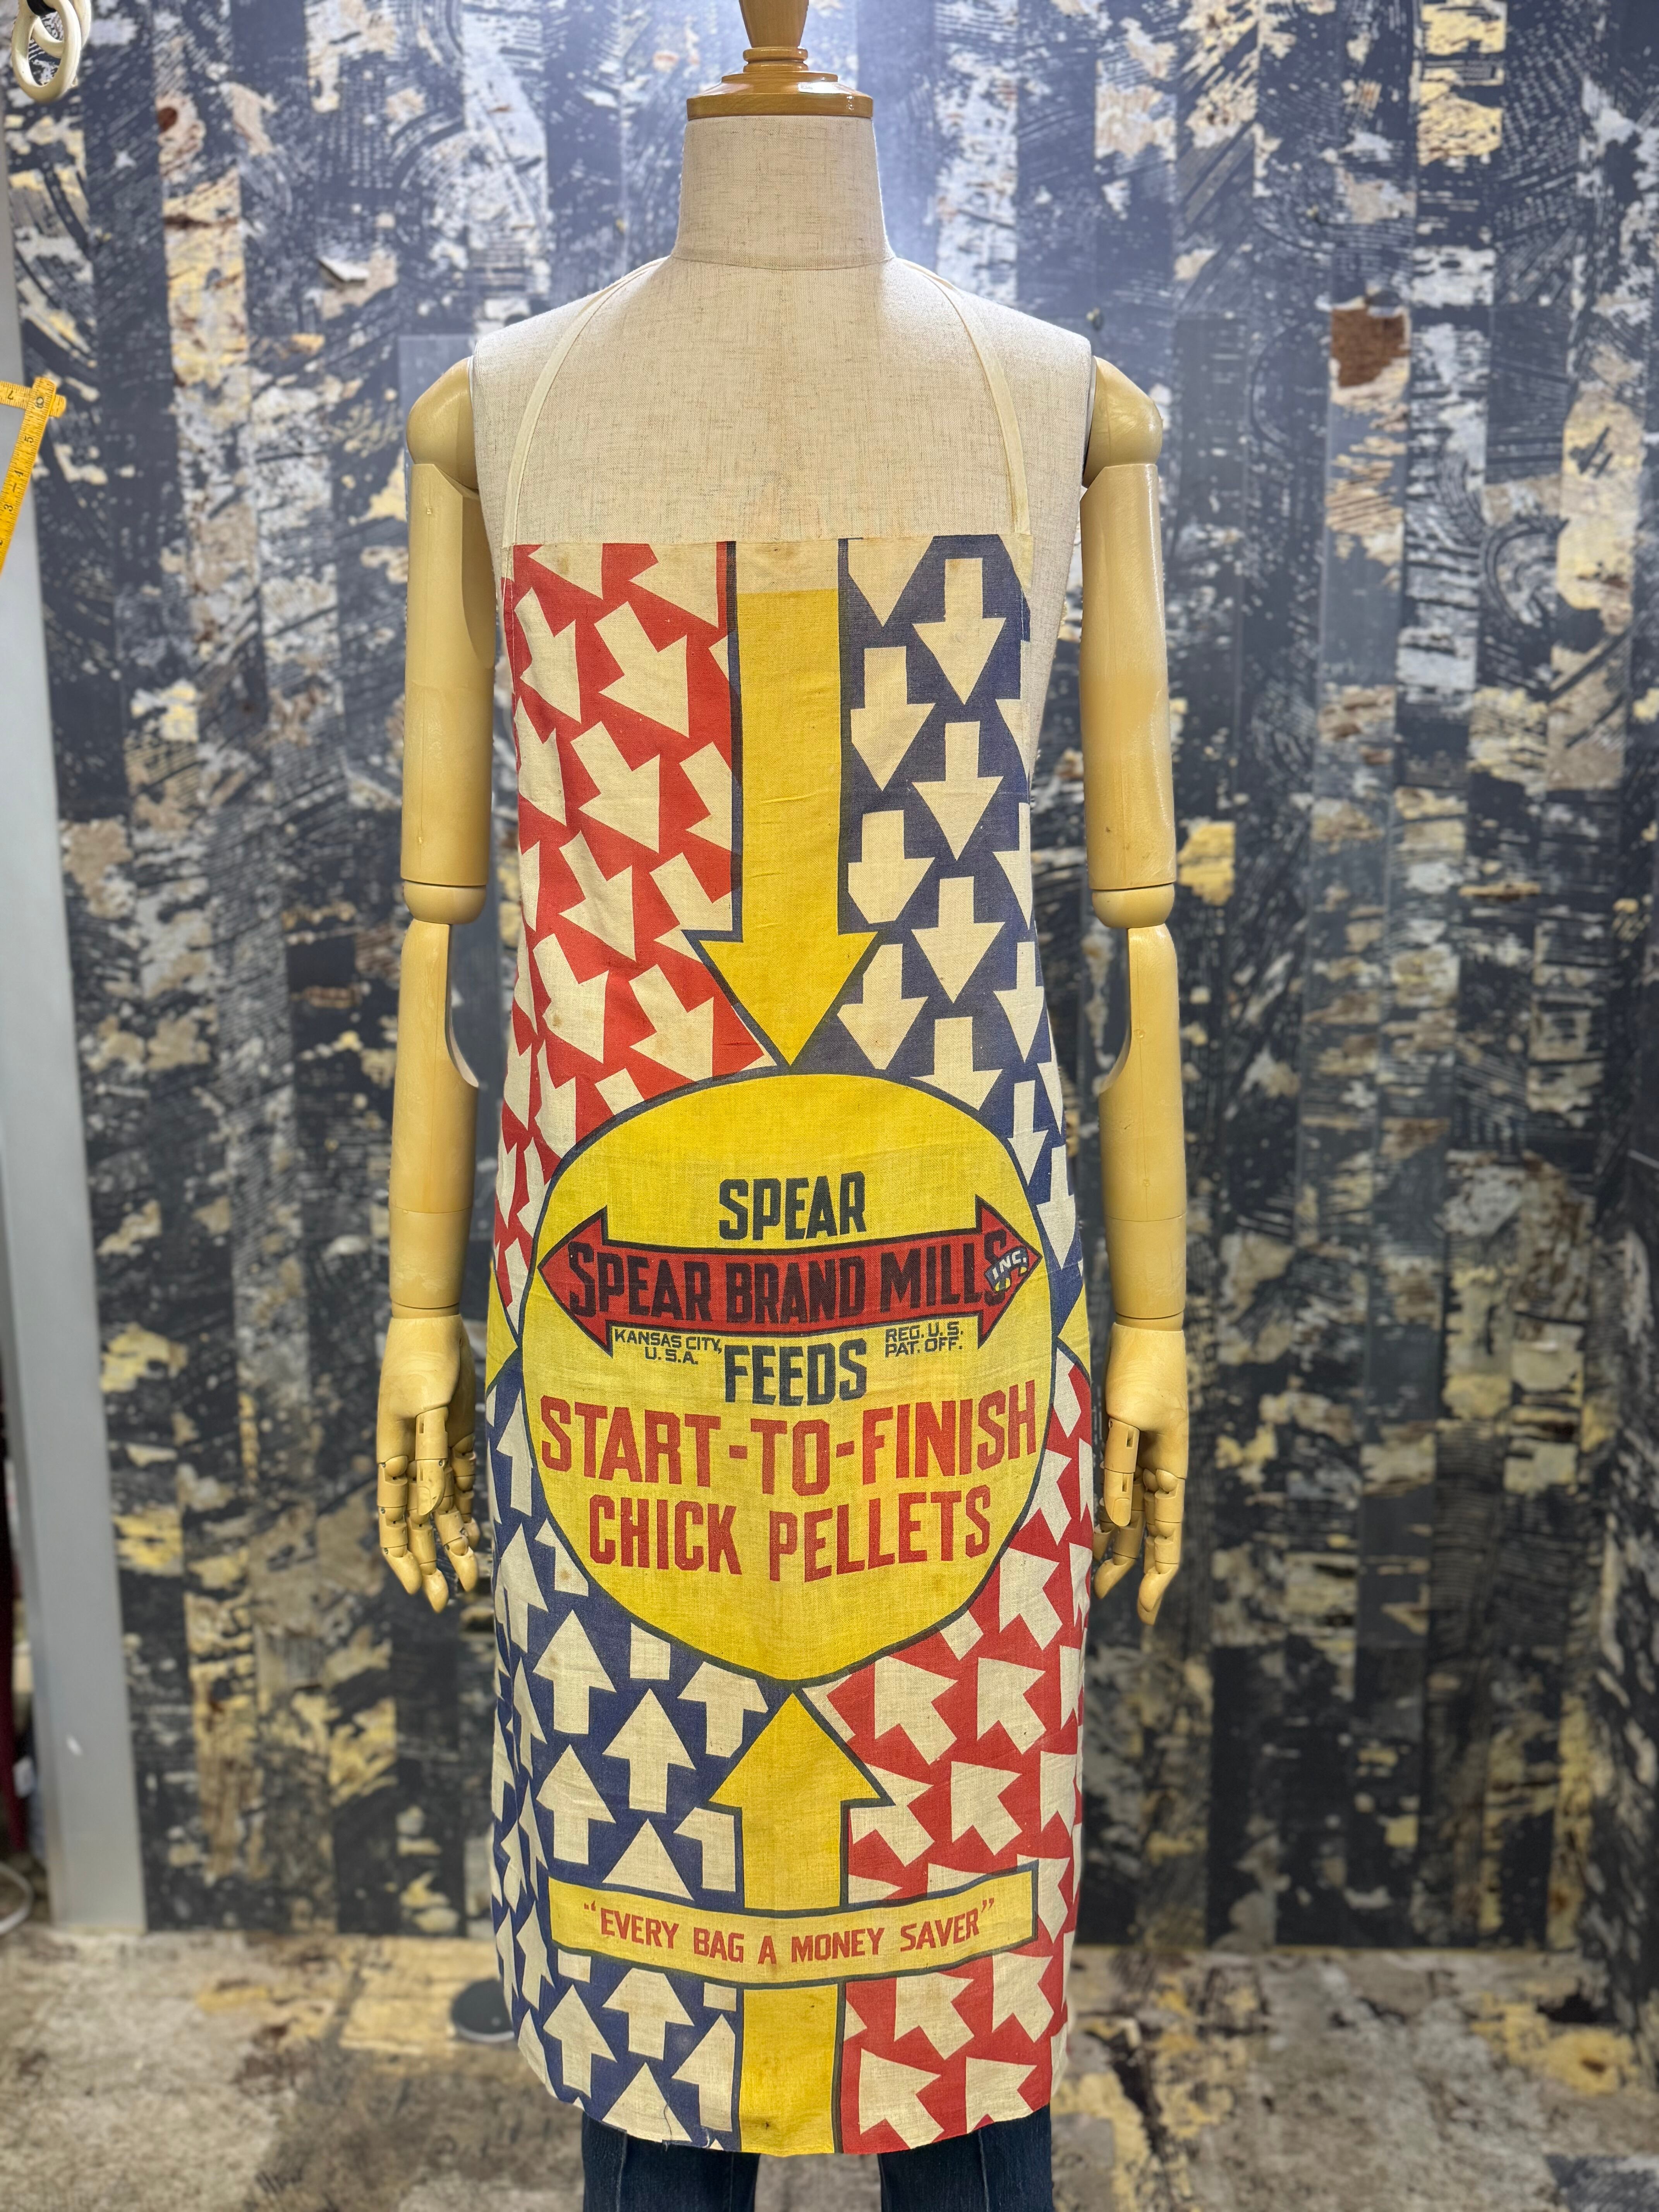 SPEAR
SPEAR BRAND MILLS INC.
KANSAS CITY,
U.S.A.
REG. U.S.
PAT. OFF.
FEEDS
START-TO-FINISH
CHICK PELLETS
"EVERY BAG A MONEY SAVER"